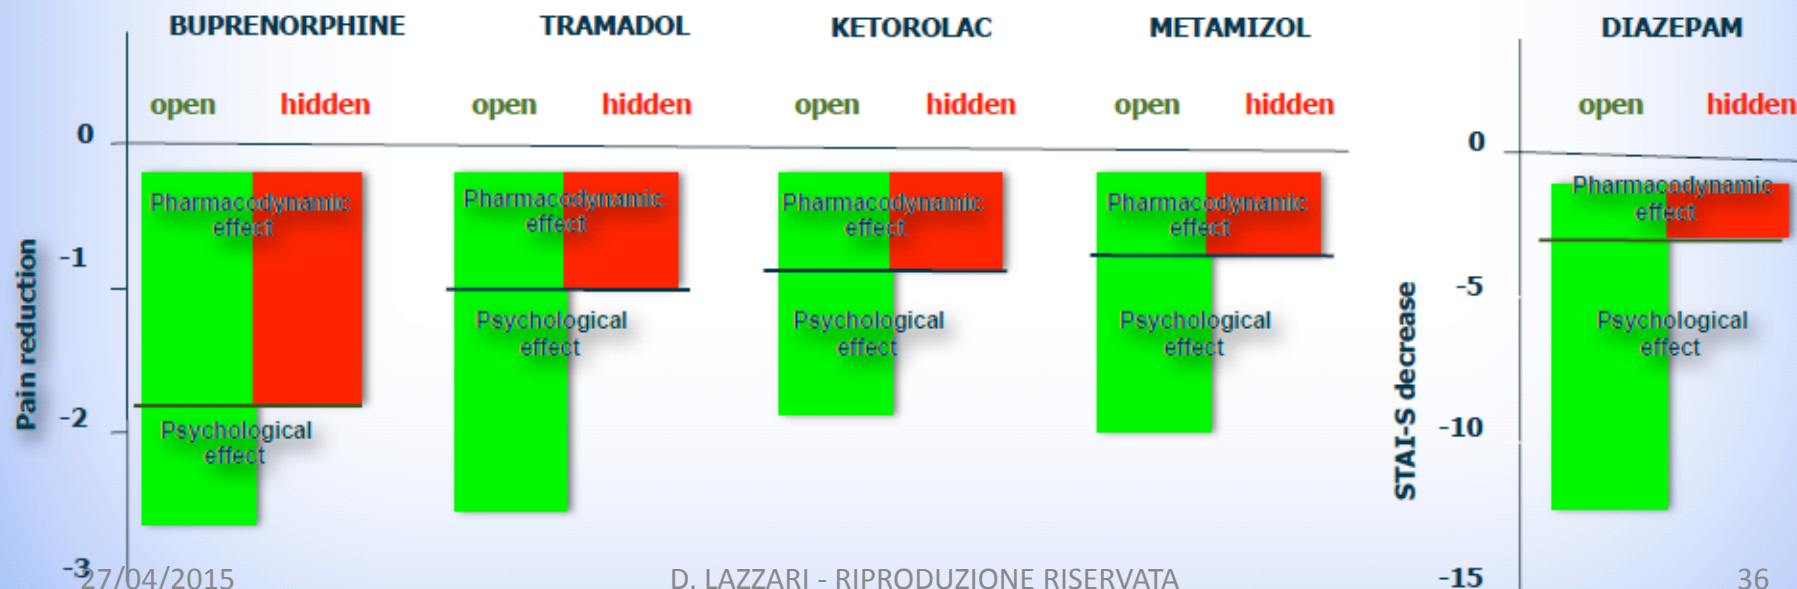 BUPRENORPHINE TRAMADOL KETOROLAC METAMIZOL DIAZEPAM
open hidden open hidden open hidden open hidden open hidden
0
-1
-2
-3
Pain reduction
Pharmacodynamic
effect
Psychological
effect
Pharmacodynamic
effect
Psychological
effect
Pharmacodynamic
effect
Psychological
effect
Pharmacodynamic
effect
Psychological
effect
0
-5
-10
-15
STAI-S decrease
Pharmacodynamic
effect
Psychological
effect
27/04/2015 D. LAZZARI - RIPRODUZIONE RISERVATA 36